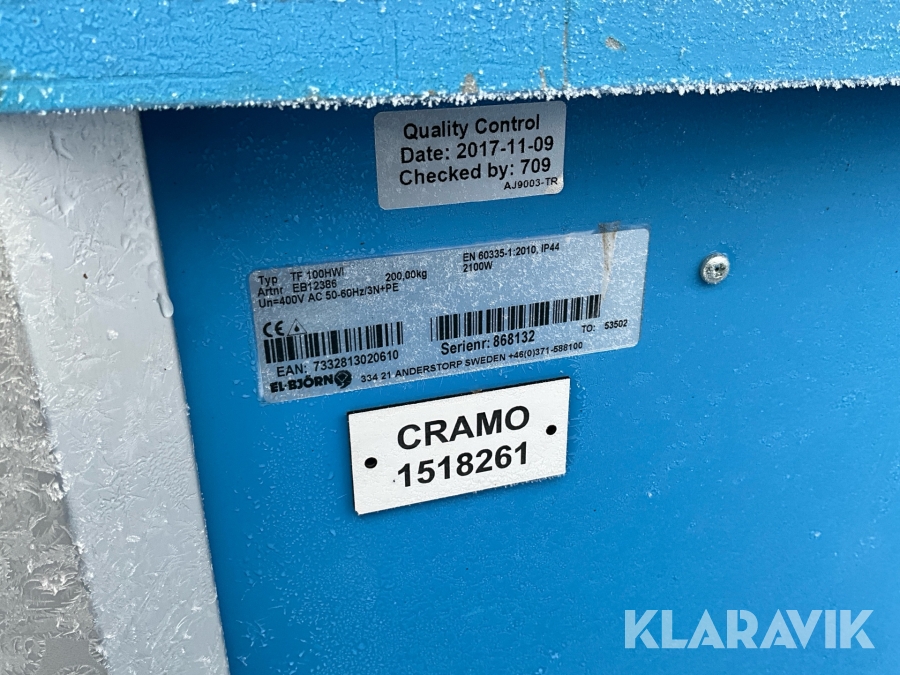 Quality Control
Date: 2017-11-09
Checked by: 709
AJ9003-TR
Typ TF 100HWI 200,00kg EN 60335-1:2010, IP44
Artnr EB12386 2100W
Un=400V AC 50-60Hz/3N+PE
CE
EAN: 7332813020610 Serienr: 868132 TO: 53502
EL-BJÖRN 334 21 ANDERSTORP SWEDEN +46(0)371-588100
CRAMO
1518261
KLARAVIK